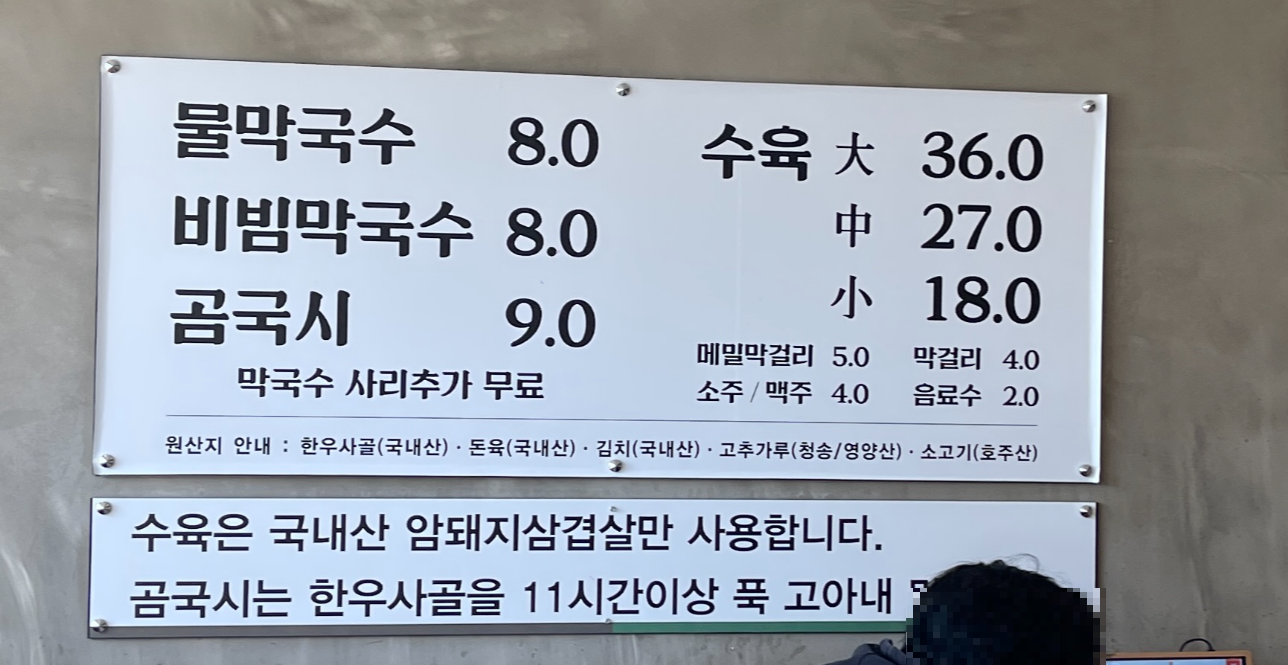 물막국수 8.0
비빔막국수 8.0
곰국시 9.0
막국수 사리추가 무료
수육 大 36.0
中 27.0
小 18.0
메밀막걸리 5.0 막걸리 4.0
소주 / 맥주 4.0 음료수 2.0
원산지 안내 : 한우사골(국내산) · 돈육(국내산) · 김치(국내산) · 고추가루(청송/영양산) · 소고기(호주산)
수육은 국내산 암돼지삼겹살만 사용합니다.
곰국시는 한우사골을 11시간이상 푹 고아내